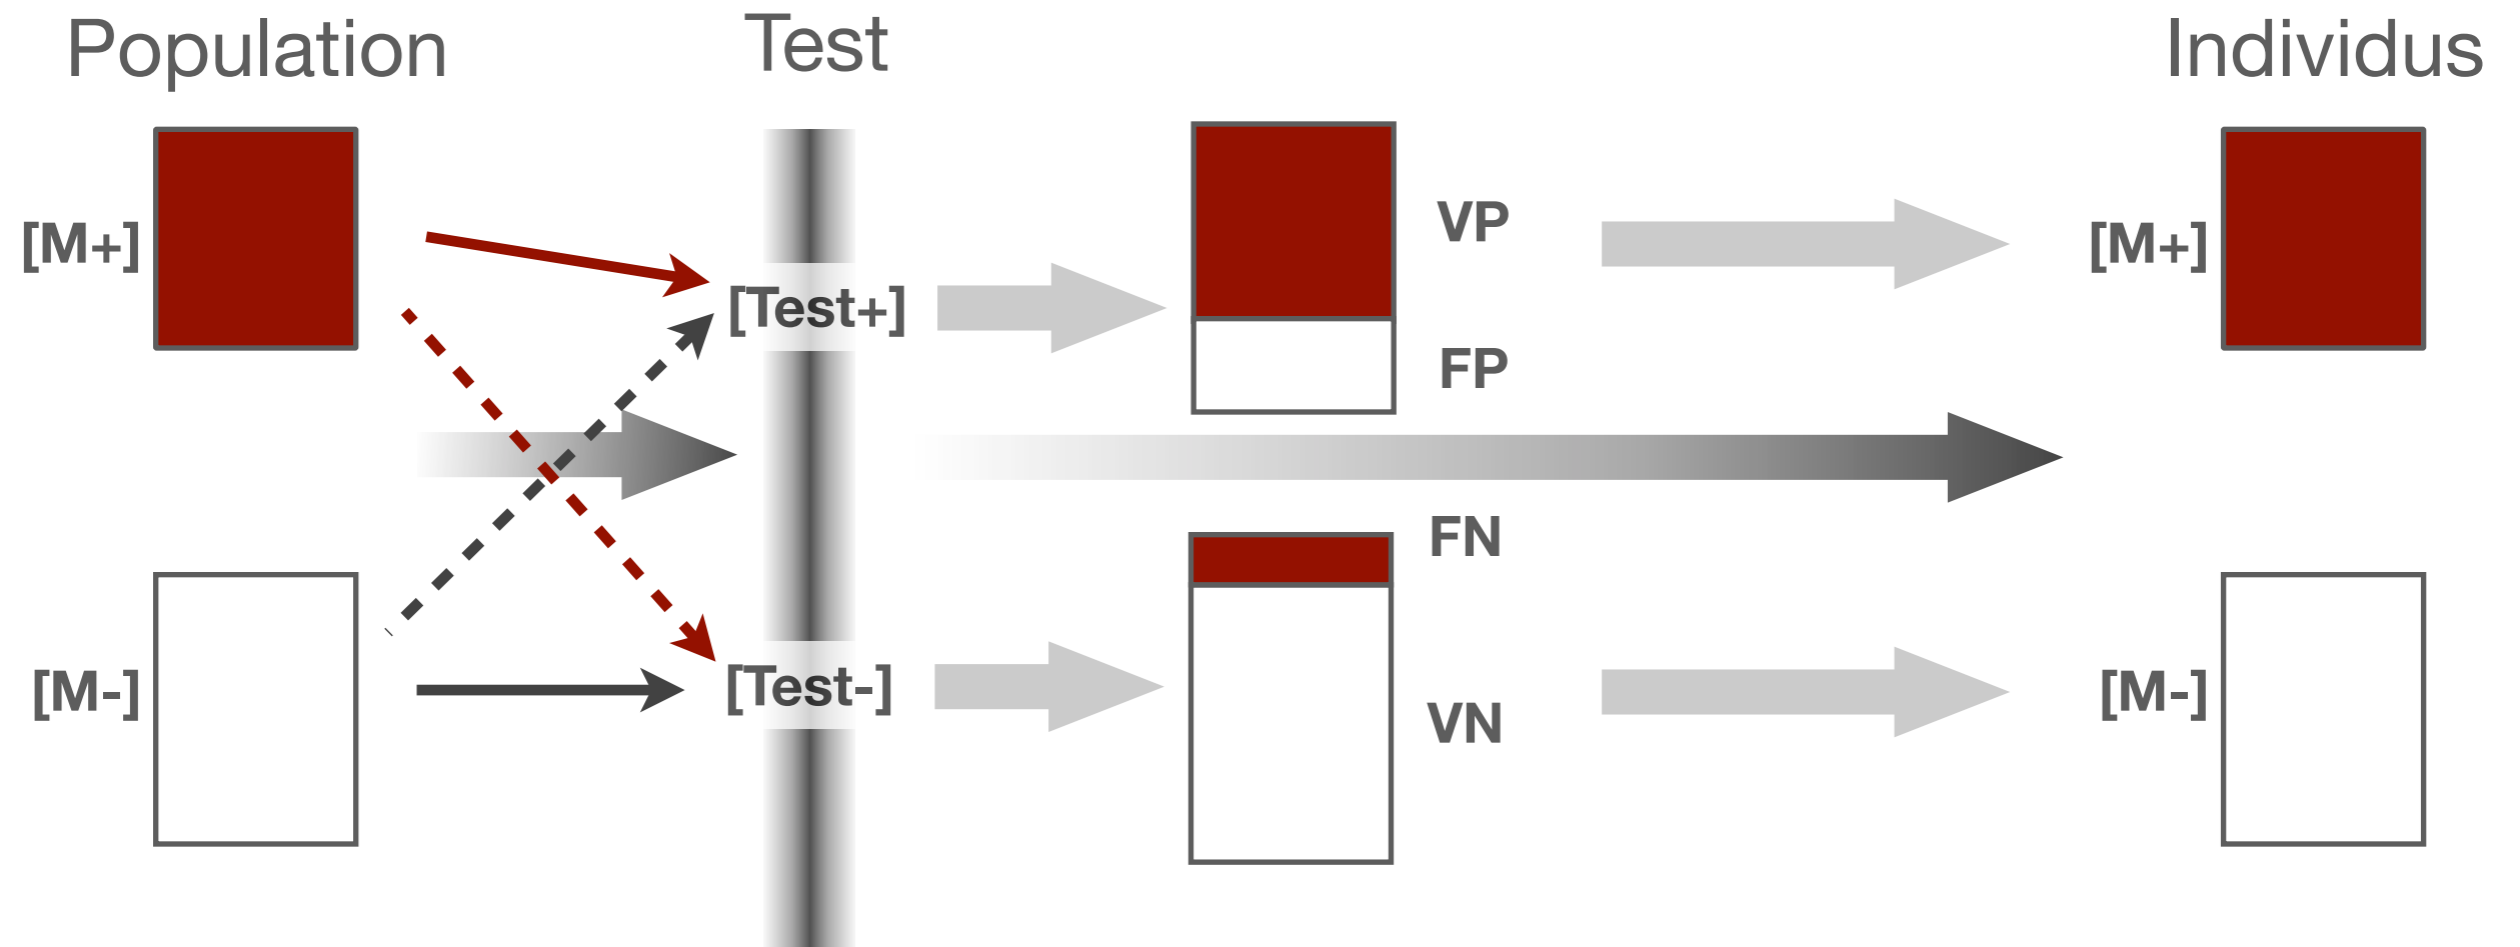 Population
Test
Individus
[M+]
[Test+]
VP
FP
[M+]
FN
[M-]
[Test-]
VN
[M-]